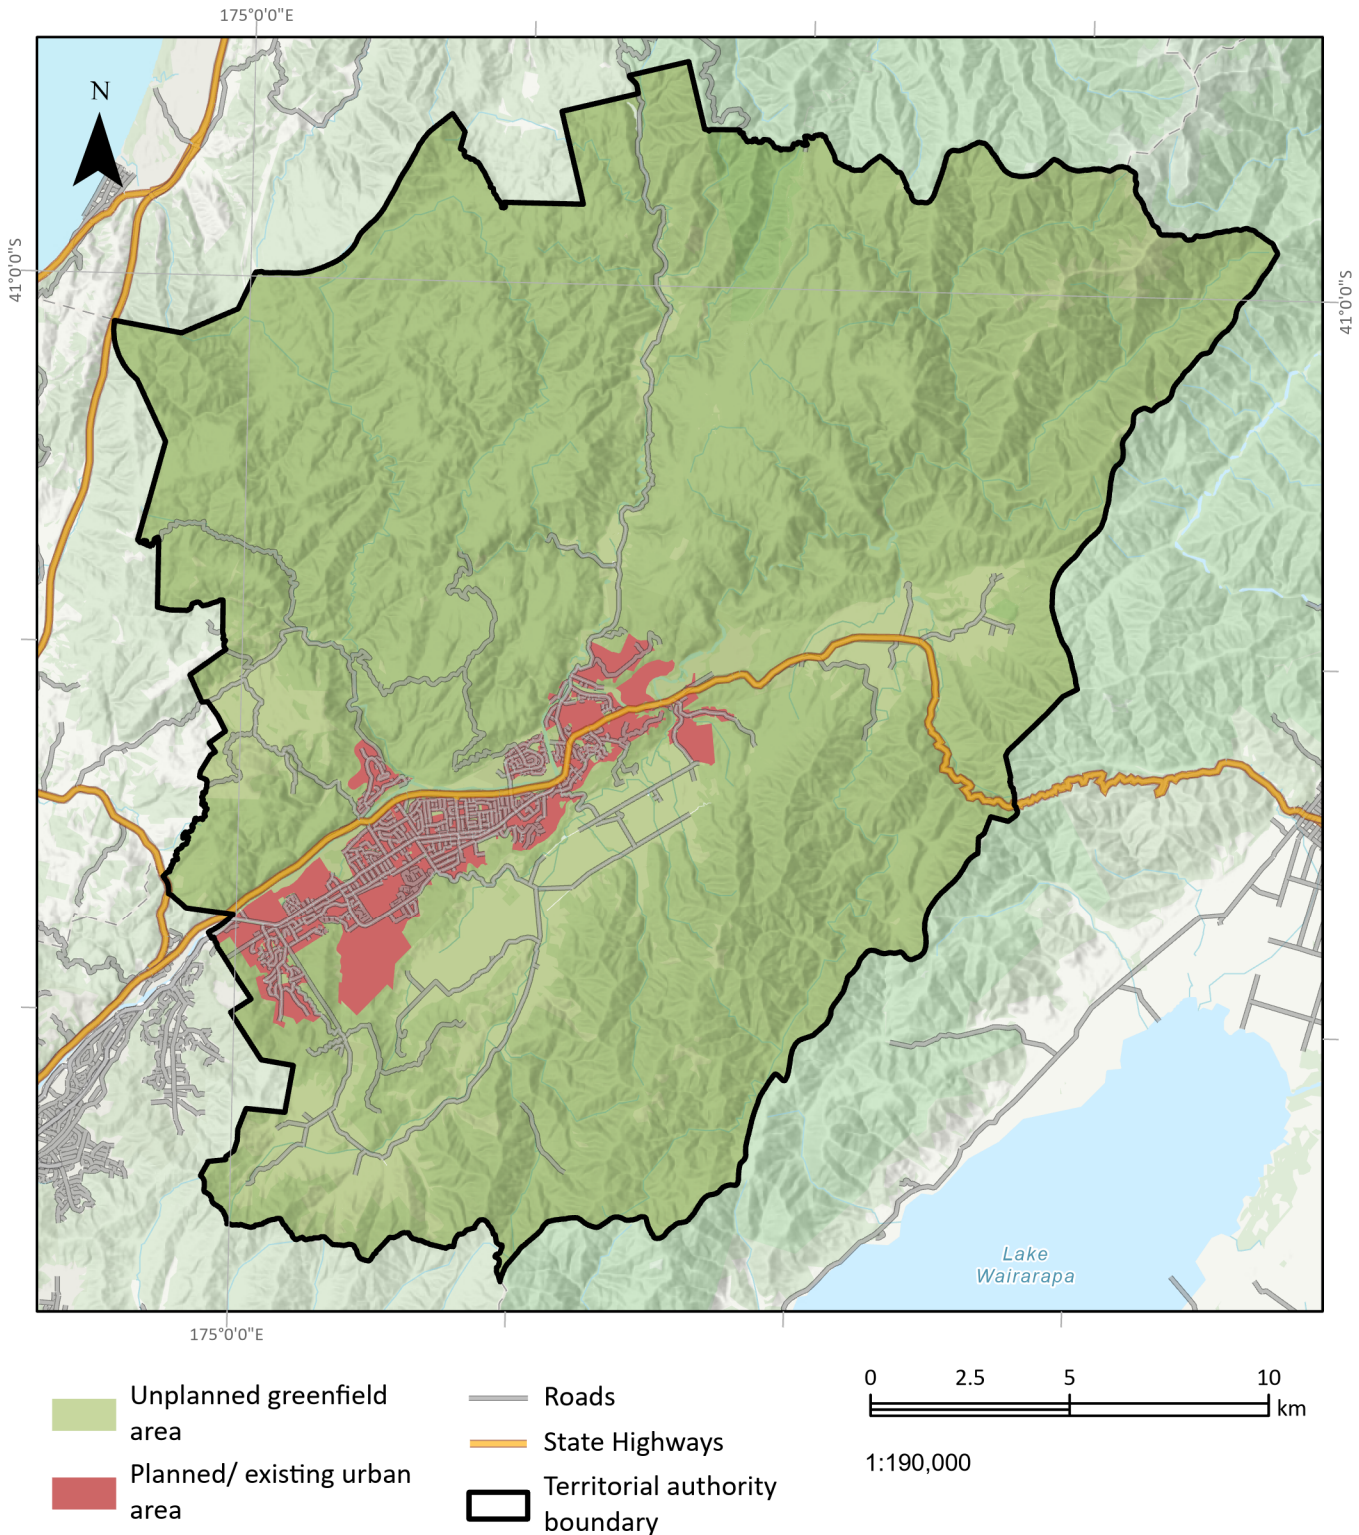 175°0'0"E
N
41°0'0"S
41°0'0"S
Lake
Wairarapa
175°0'0"E
Unplanned greenfield
area
Planned/ existing urban
area
Roads
State Highways
Territorial authority
boundary
0 2.5 5 10
km
1:190,000